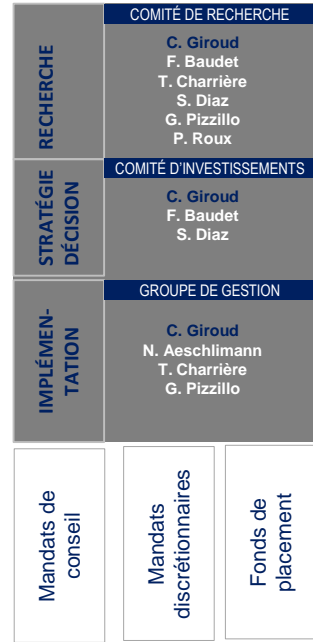 RECHERCHE
COMITÉ DE RECHERCHE
C. Giroud
F. Baudet
T. Charrière
S. Diaz
G. Pizzillo
P. Roux
STRATÉGIE
DÉCISION
COMITÉ D'INVESTISSEMENTS
C. Giroud
F. Baudet
S. Diaz
IMPLÉMEN-
TATION
GROUPE DE GESTION
C. Giroud
N. Aeschlimann
T. Charrière
G. Pizzillo
Mandats de
conseil
Mandats
discrétionnaires
Fonds de
placement